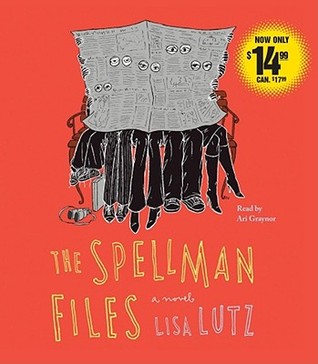 NOW ONLY
$14.99
CAN. $17.99
Read by
Ari Graynor
THE SPELLMAN
FILES a novel
LISA LUTZ